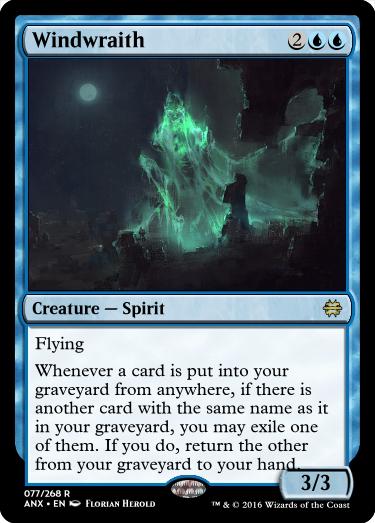 Windwraith 2
Creature — Spirit
Flying
Whenever a card is put into your
graveyard from anywhere, if there is
another card with the same name as it
in your graveyard, you may exile one
of them. If you do, return the other
from your graveyard to your hand.
3/3
077/268 R
ANX • EN Florian Herold
™ & © 2016 Wizards of the Coast